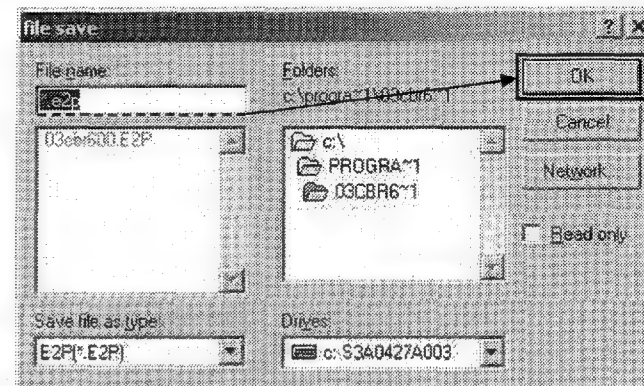 file save
File name:
*.e2p
03cbr600.E2P
Save file as type:
E2P(*.E2P)
Folders:
c:\progra~1\03cbr6~1
c:\
PROGRA~1
03CBR6~1
Drives:
c: S3A0427A003
OK
Cancel
Network...
Read only